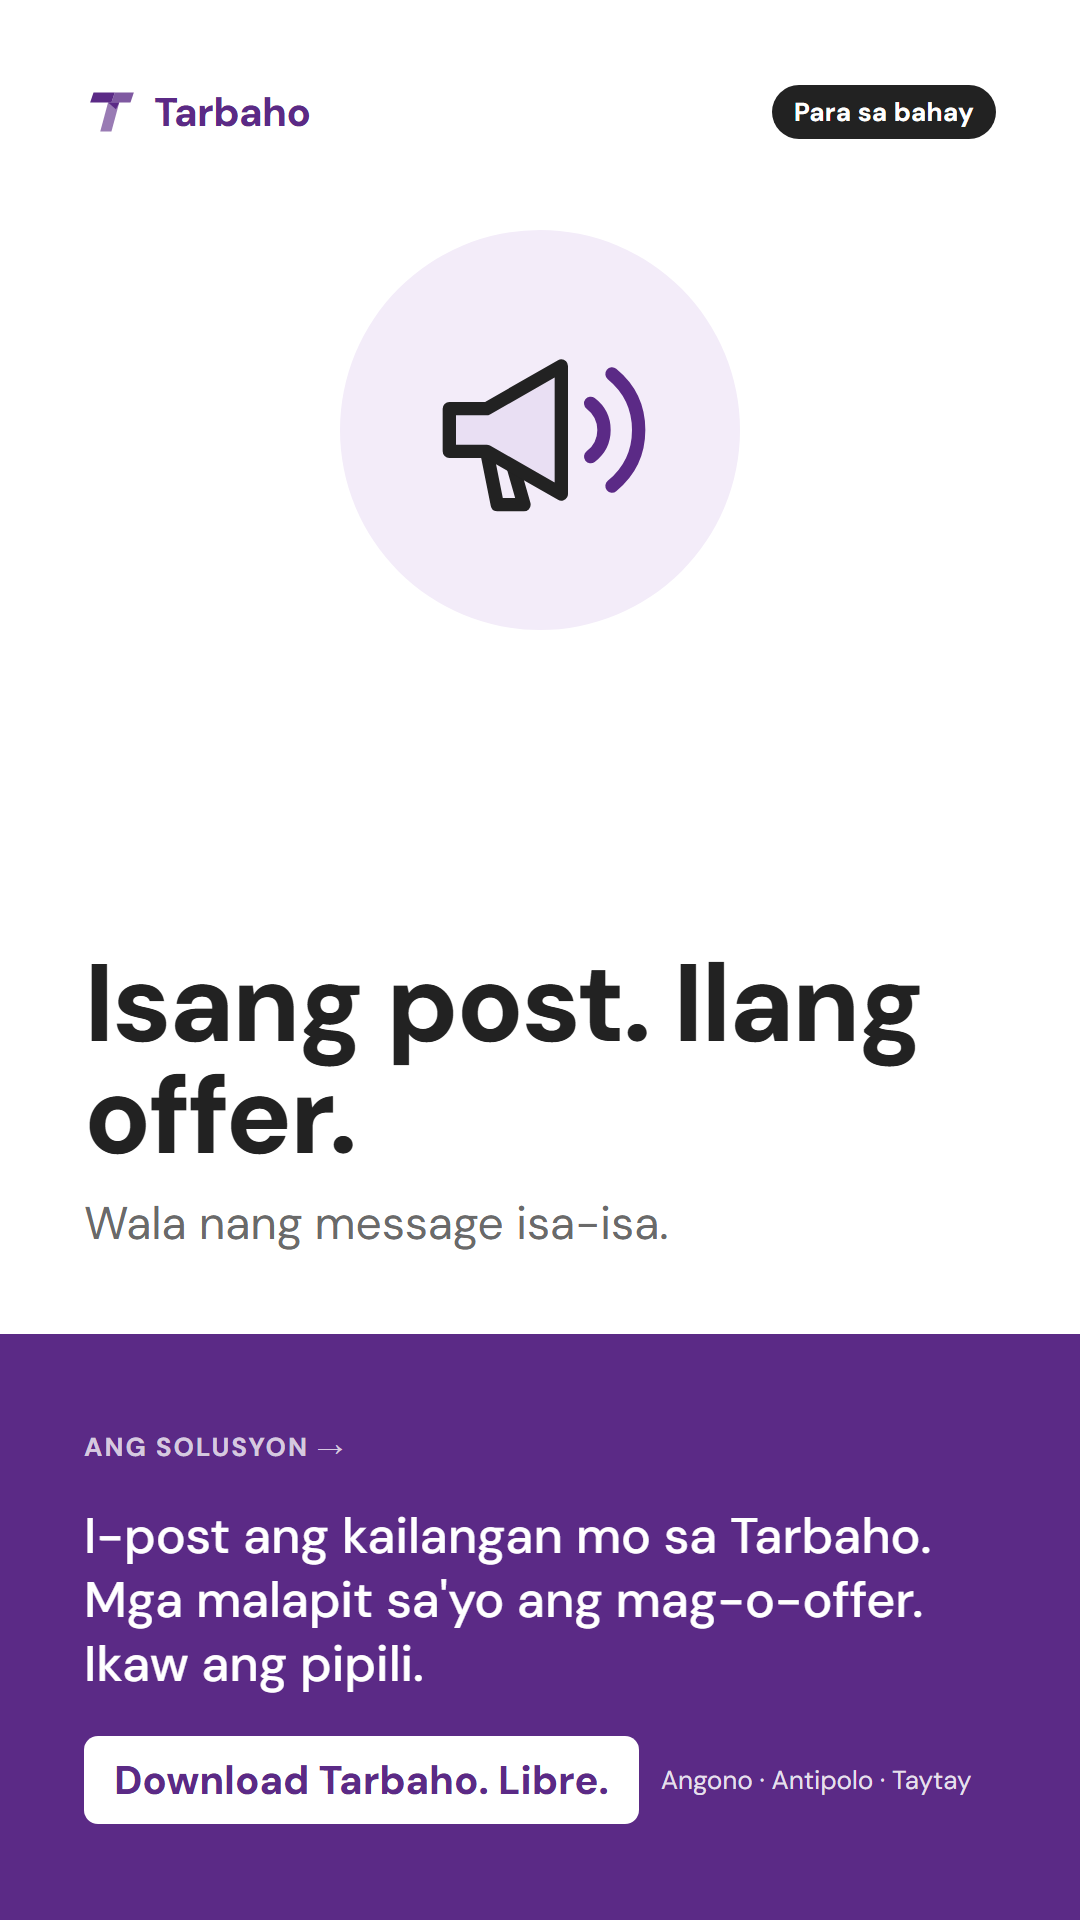 Tarbaho
Para sa bahay
Isang post. Ilang
offer.
Wala nang message isa-isa.
ANG SOLUSYON →
I-post ang kailangan mo sa Tarbaho.
Mga malapit sa'yo ang mag-o-offer.
Ikaw ang pipili.
Download Tarbaho. Libre.
Angono · Antipolo · Taytay